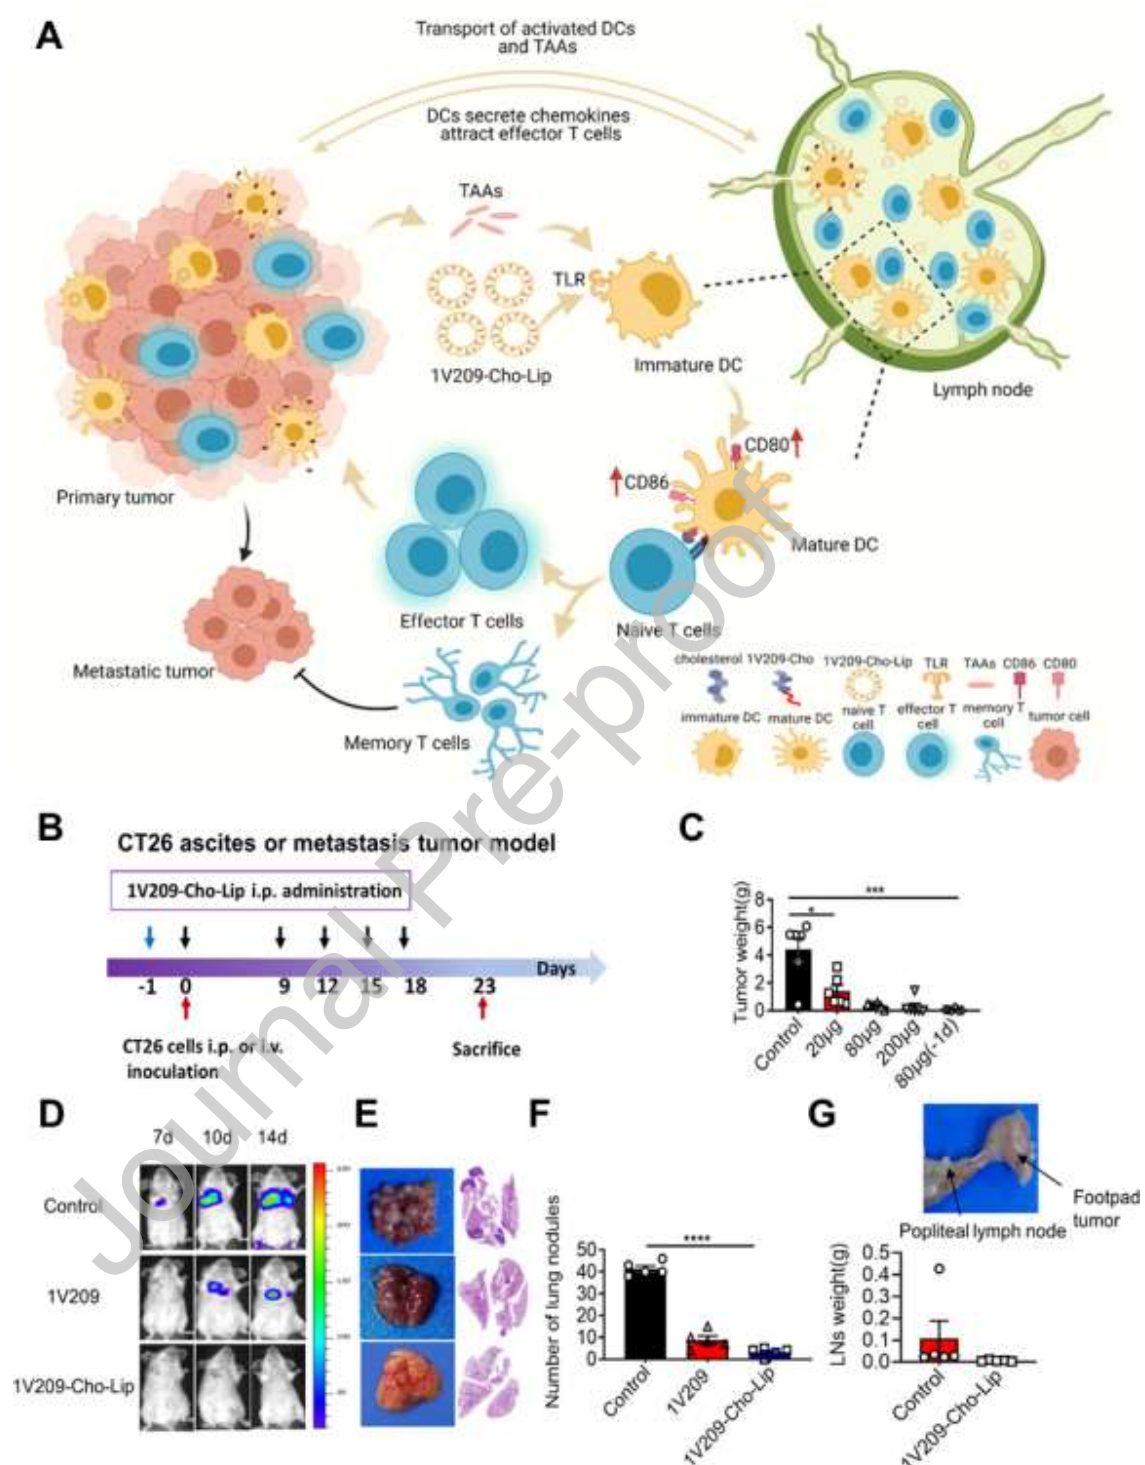 A
Transport of activated DCs
and TAAs
DCs secrete chemokines
attract effector T cells
TAAs
TLR
1V209-Cho-Lip
Immature DC
Lymph node
CD80
CD86
Mature DC
Primary tumor
Effector T cells
Naive T cells
Metastatic tumor
Memory T cells
cholesterol 1V209-Cho 1V209-Cho-Lip TLR TAAs CD86 CD80
immature DC mature DC naive T cell effector T cell memory T cell tumor cell
B
CT26 ascites or metastasis tumor model
1V209-Cho-Lip i.p. administration
Days
-1 0 9 12 15 18 23
CT26 cells i.p. or i.v.
inoculation
Sacrifice
C
Tumor weight(g)
8
6
4
2
0
***
*
Control
20μg
80μg
200μg
80μg(-1d)
D
7d 10d 14d
Control
1V209
1V209-Cho-Lip
E
F
Number of lung nodules
50
40
30
20
10
0
****
Control
1V209
1V209-Cho-Lip
G
Footpad
tumor
Popliteal lymph node
LNs weight(g)
0.5
0.4
0.3
0.2
0.1
0.0
Control
1V209-Cho-Lip
Journal Pre-proof